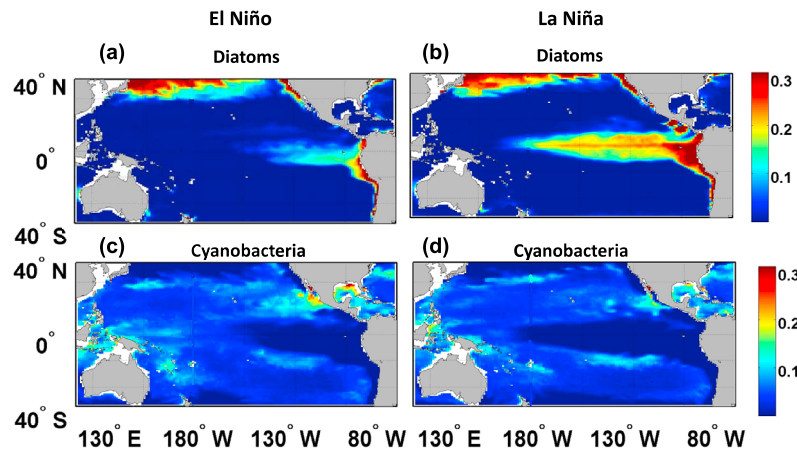 El Niño La Niña
(a) Diatoms (b) Diatoms
40° N
0°
40° S
0.3
0.2
0.1
(c) Cyanobacteria (d) Cyanobacteria
40° N
0°
40° S
0.3
0.2
0.1
130° E 180° W 130° W 80° W 130° E 180° W 130° W 80° W